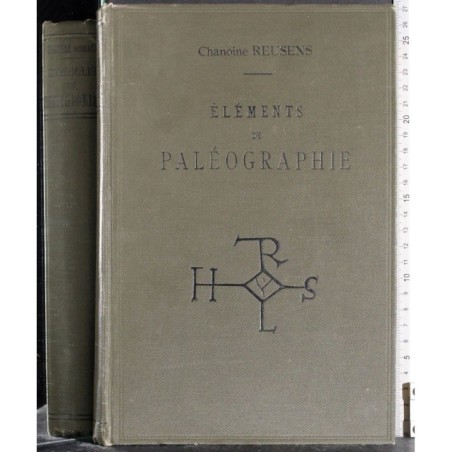 Chanoine REUSENS
ÉLÉMENTS
DE
PALÉOGRAPHIE
R
H S
L